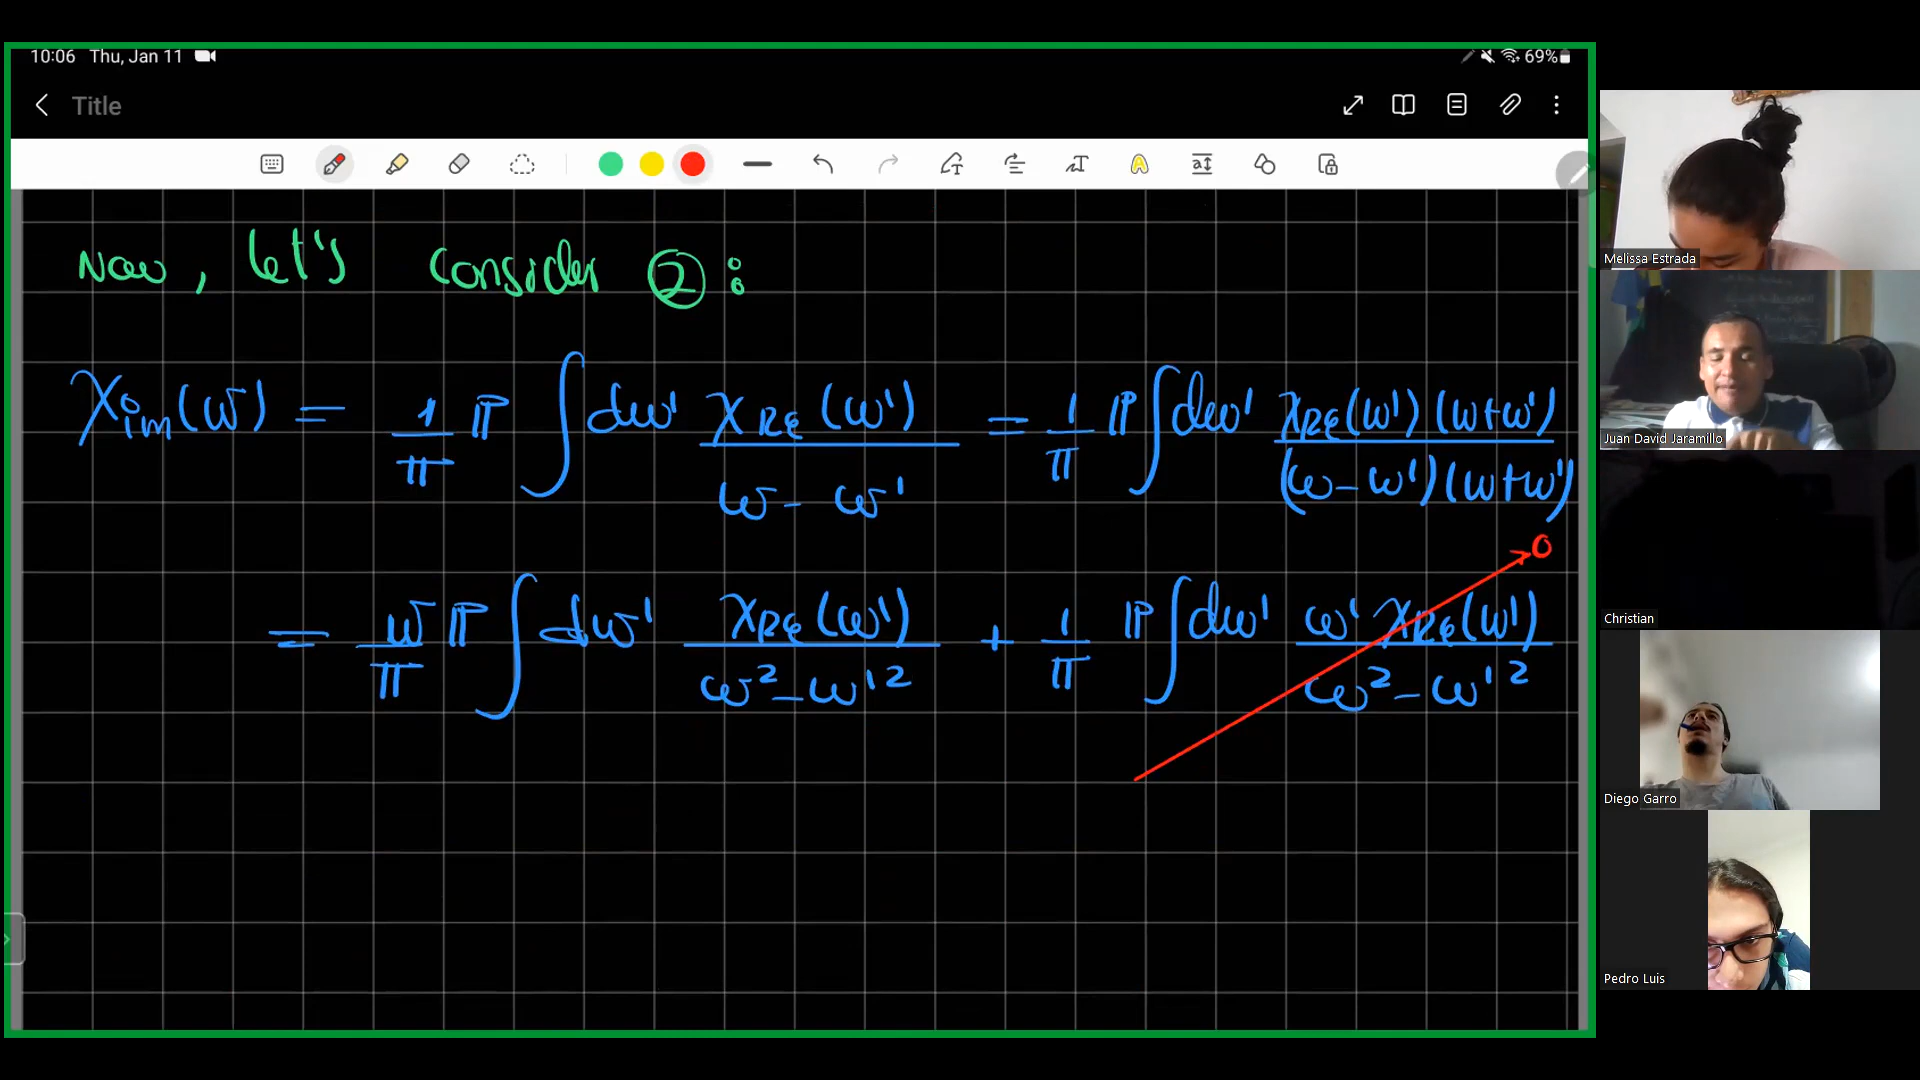 10:06 Thu, Jan 11 69%
Title
Now, let's consider ② :
χim(ω) = 1/π ℙ ∫ dω' χRe(ω') / ω - ω' = 1/π ℙ ∫ dω' χRe(ω')(ω+ω') / (ω-ω')(ω+ω')
= ω/π ℙ ∫ dω' χRe(ω') / ω² - ω'² + 1/π ℙ ∫ dω' ω' χRe(ω') / ω² - ω'² → 0
Melissa Estrada
Juan David Jaramillo
Christian
Diego Garro
Pedro Luis